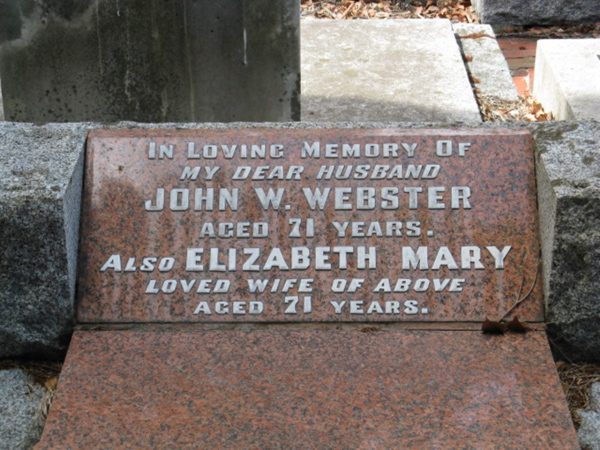 In Loving Memory Of
MY DEAR HUSBAND
JOHN W. WEBSTER
AGED 71 YEARS.
ALSO ELIZABETH MARY
LOVED WIFE OF ABOVE
AGED 71 YEARS.